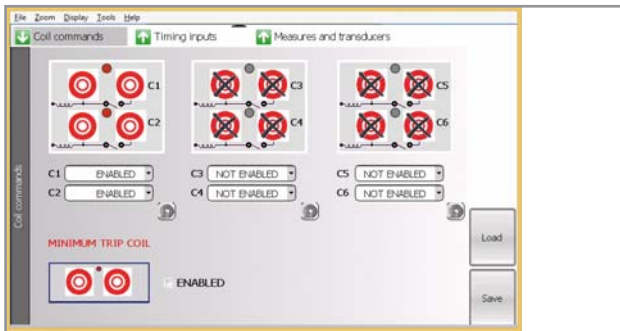 File Zoom Display Tools Help
Coil commands Timing inputs Measures and transducers
C1 C3 C5
C2 C4 C6
Coil commands
C1 ENABLED C3 NOT ENABLED C5 NOT ENABLED
C2 ENABLED C4 NOT ENABLED C6 NOT ENABLED
MINIMUM TRIP COIL
ENABLED
Load
Save